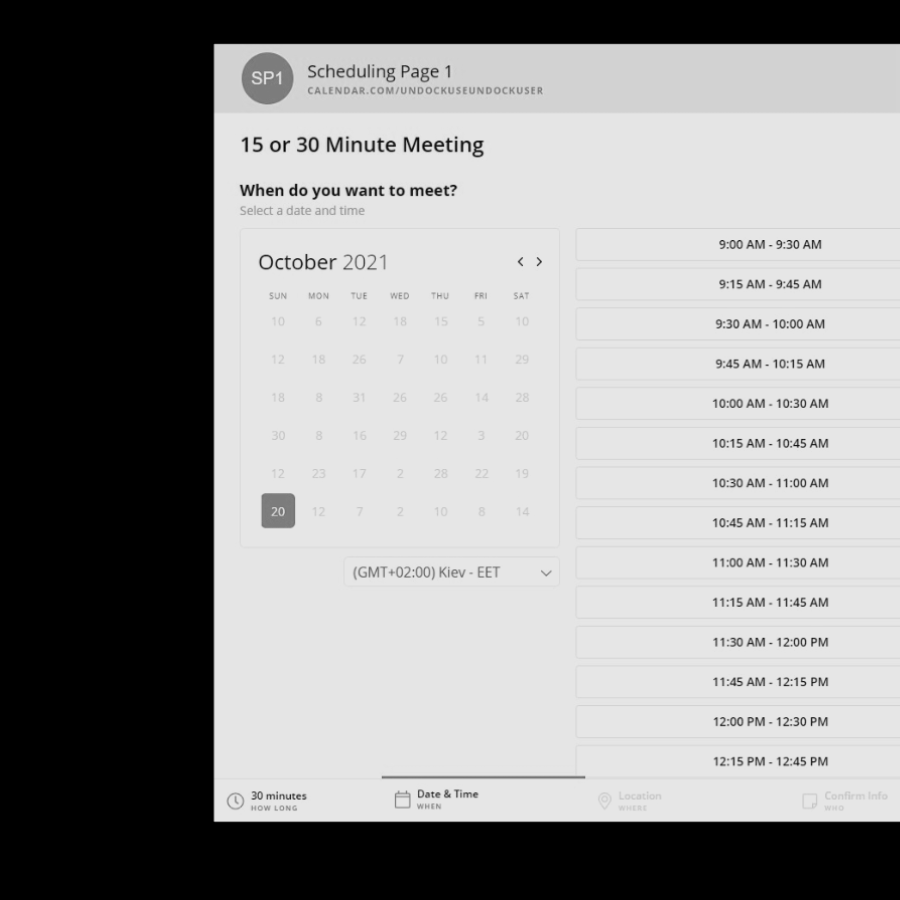 SP1
Scheduling Page 1
CALENDAR.COM/UNDOCKUSEUNDOCKUSER
15 or 30 Minute Meeting
When do you want to meet?
Select a date and time
October 2021
SUN MON TUE WED THU FRI SAT
10 6 12 18 15 5 10
12 18 26 7 10 11 29
18 8 31 26 26 14 28
30 8 16 29 12 3 20
12 23 17 2 28 22 19
20 12 7 2 10 8 14
(GMT+02:00) Kiev - EET
9:00 AM - 9:30 AM
9:15 AM - 9:45 AM
9:30 AM - 10:00 AM
9:45 AM - 10:15 AM
10:00 AM - 10:30 AM
10:15 AM - 10:45 AM
10:30 AM - 11:00 AM
10:45 AM - 11:15 AM
11:00 AM - 11:30 AM
11:15 AM - 11:45 AM
11:30 AM - 12:00 PM
11:45 AM - 12:15 PM
12:00 PM - 12:30 PM
12:15 PM - 12:45 PM
30 minutes
HOW LONG
Date & Time
WHEN
Location
WHERE
Confirm Info
WHO